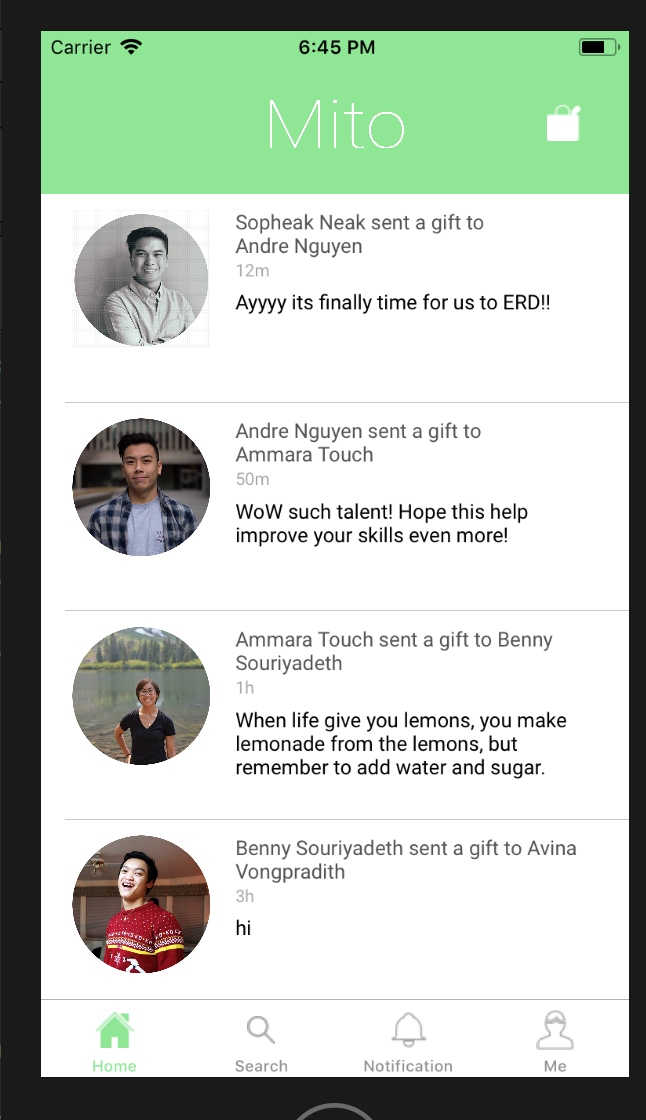 Carrier 6:45 PM
Mito
Sopheak Neak sent a gift to
Andre Nguyen
12m
Ayyyy its finally time for us to ERD!!
Andre Nguyen sent a gift to
Ammara Touch
50m
WoW such talent! Hope this help
improve your skills even more!
Ammara Touch sent a gift to Benny
Souriyadeth
1h
When life give you lemons, you make
lemonade from the lemons, but
remember to add water and sugar.
Benny Souriyadeth sent a gift to Avina
Vongpradith
3h
hi
Home Search Notification Me